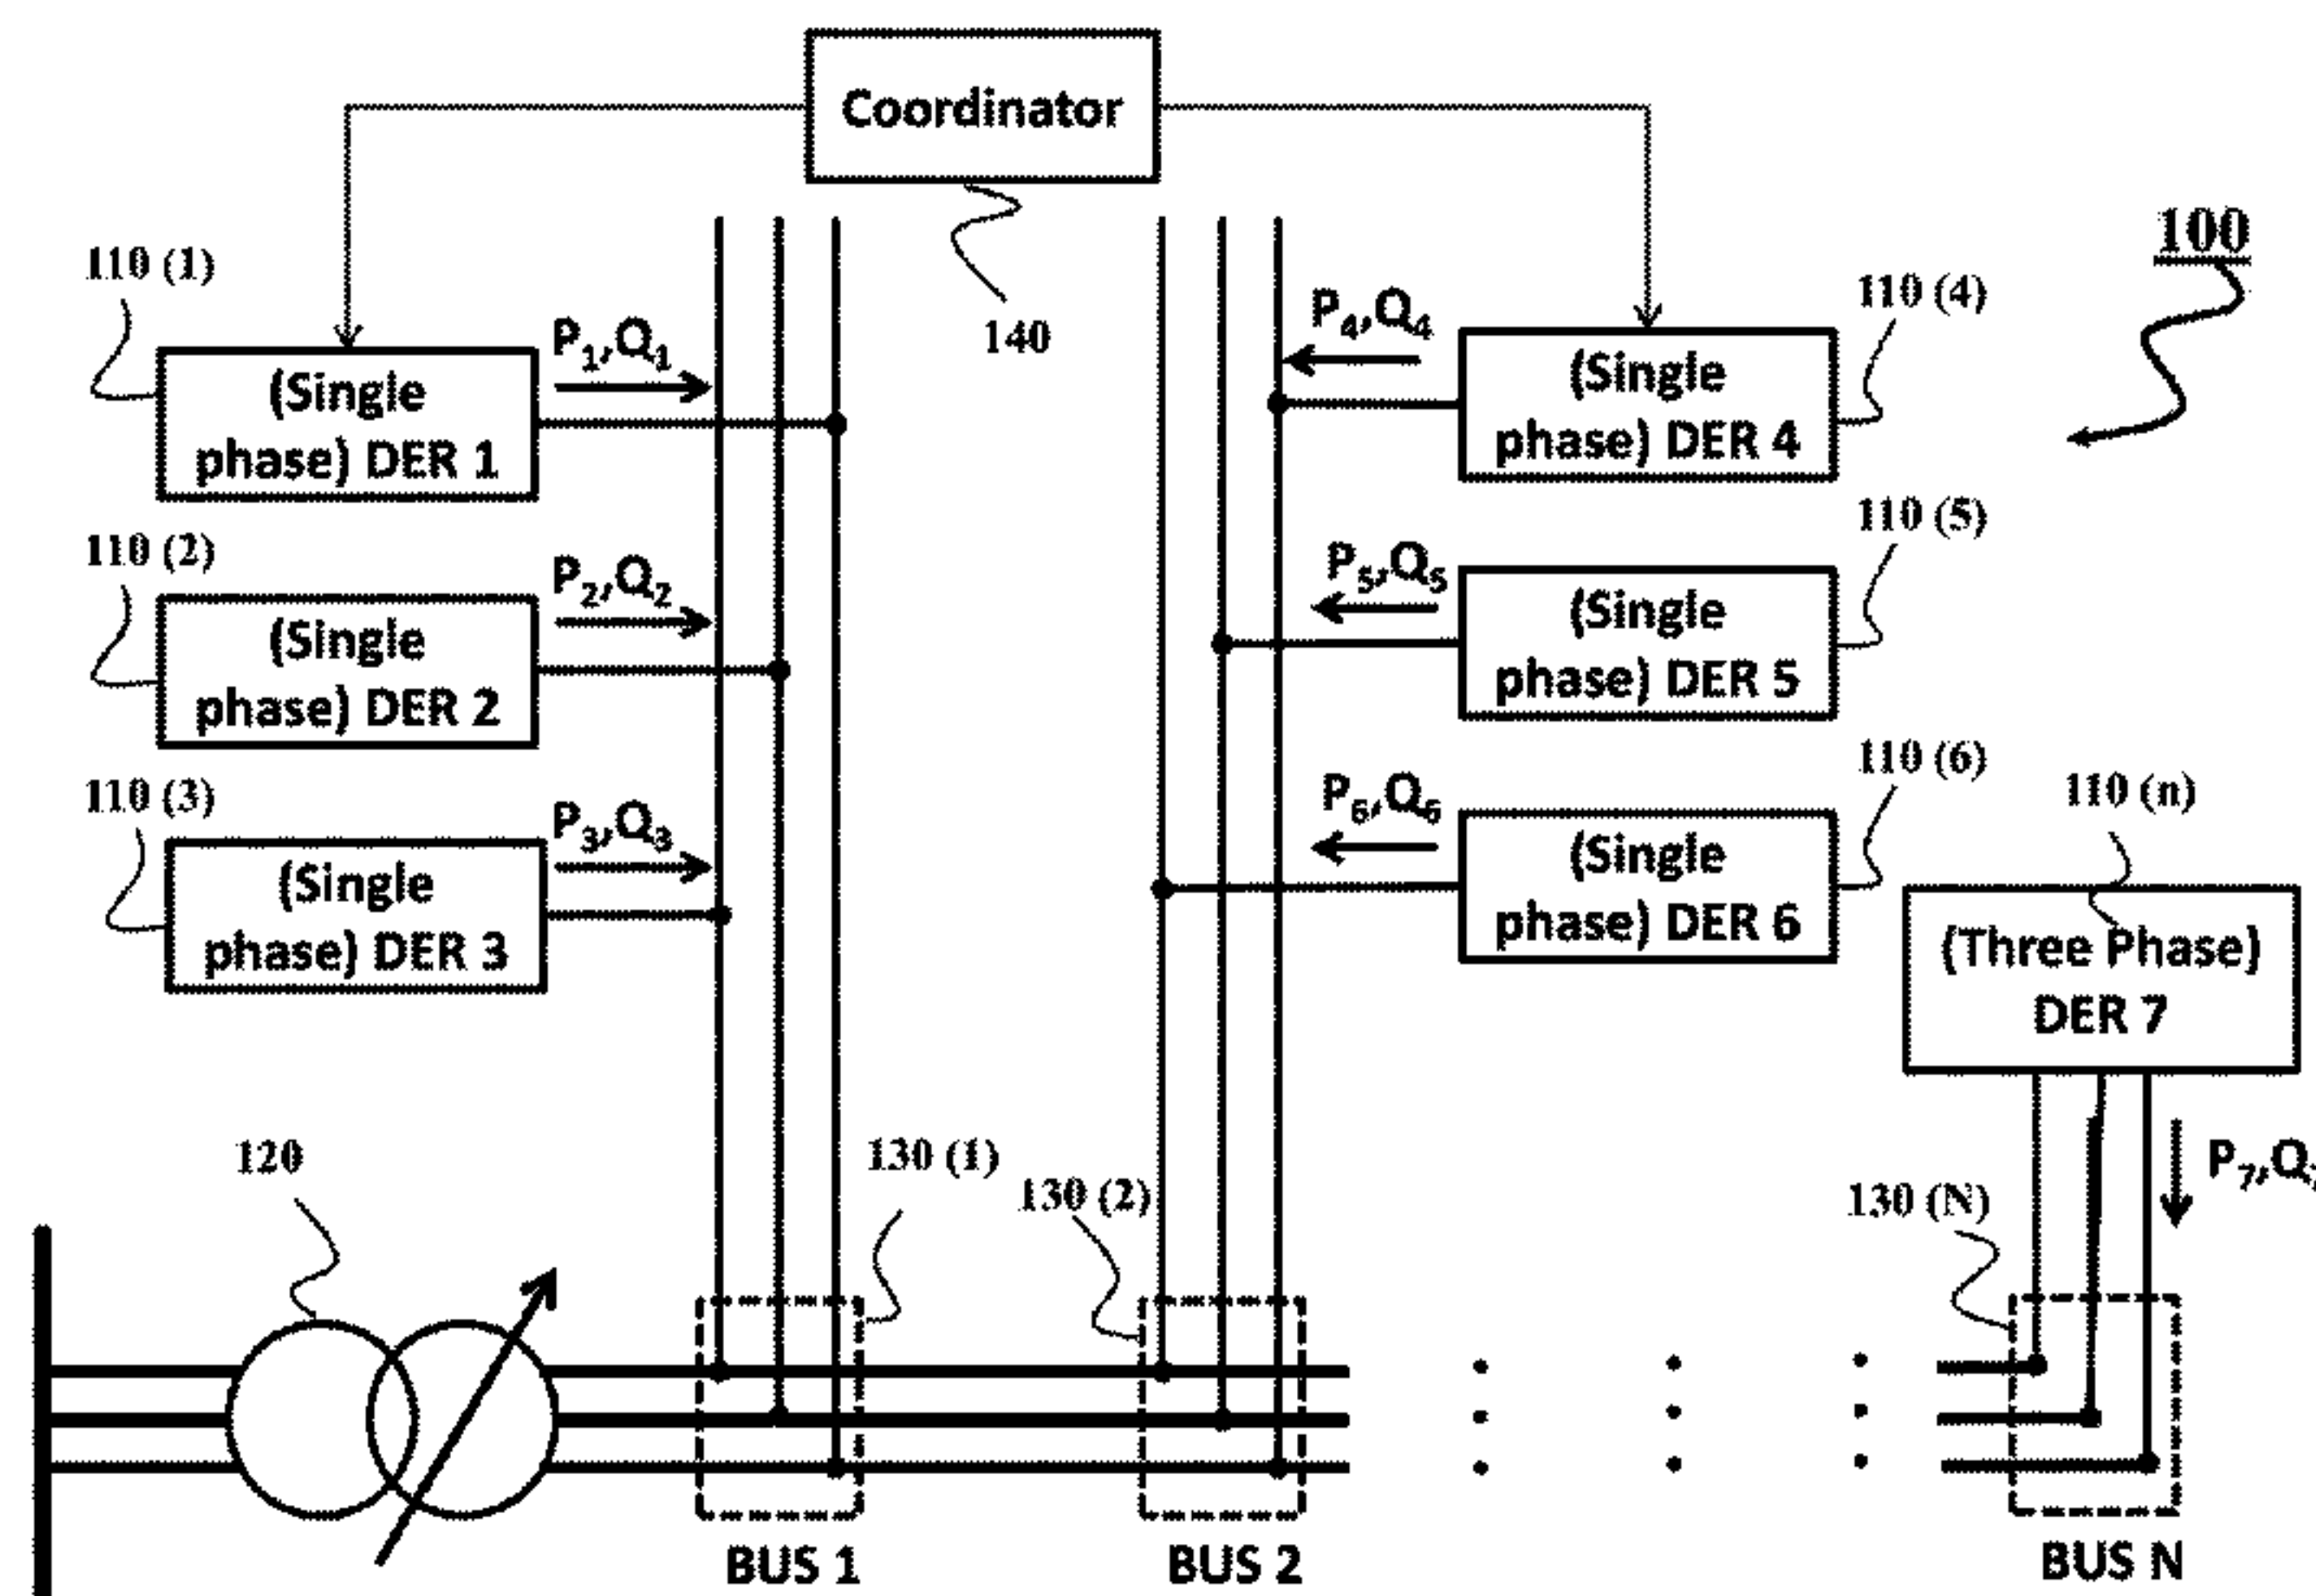 Coordinator
100
110 (1)
140
110 (4)
P1,Q1
P4,Q4
(Single
phase) DER 1
(Single
phase) DER 4
110 (2)
110 (5)
P2,Q2
P5,Q5
(Single
phase) DER 2
(Single
phase) DER 5
110 (3)
110 (6)
110 (n)
P3,Q3
P6,Q6
(Single
phase) DER 3
(Single
phase) DER 6
(Three Phase)
DER 7
120
130 (1)
130 (2)
130 (N)
P7,Q7
BUS 1
BUS 2
BUS N